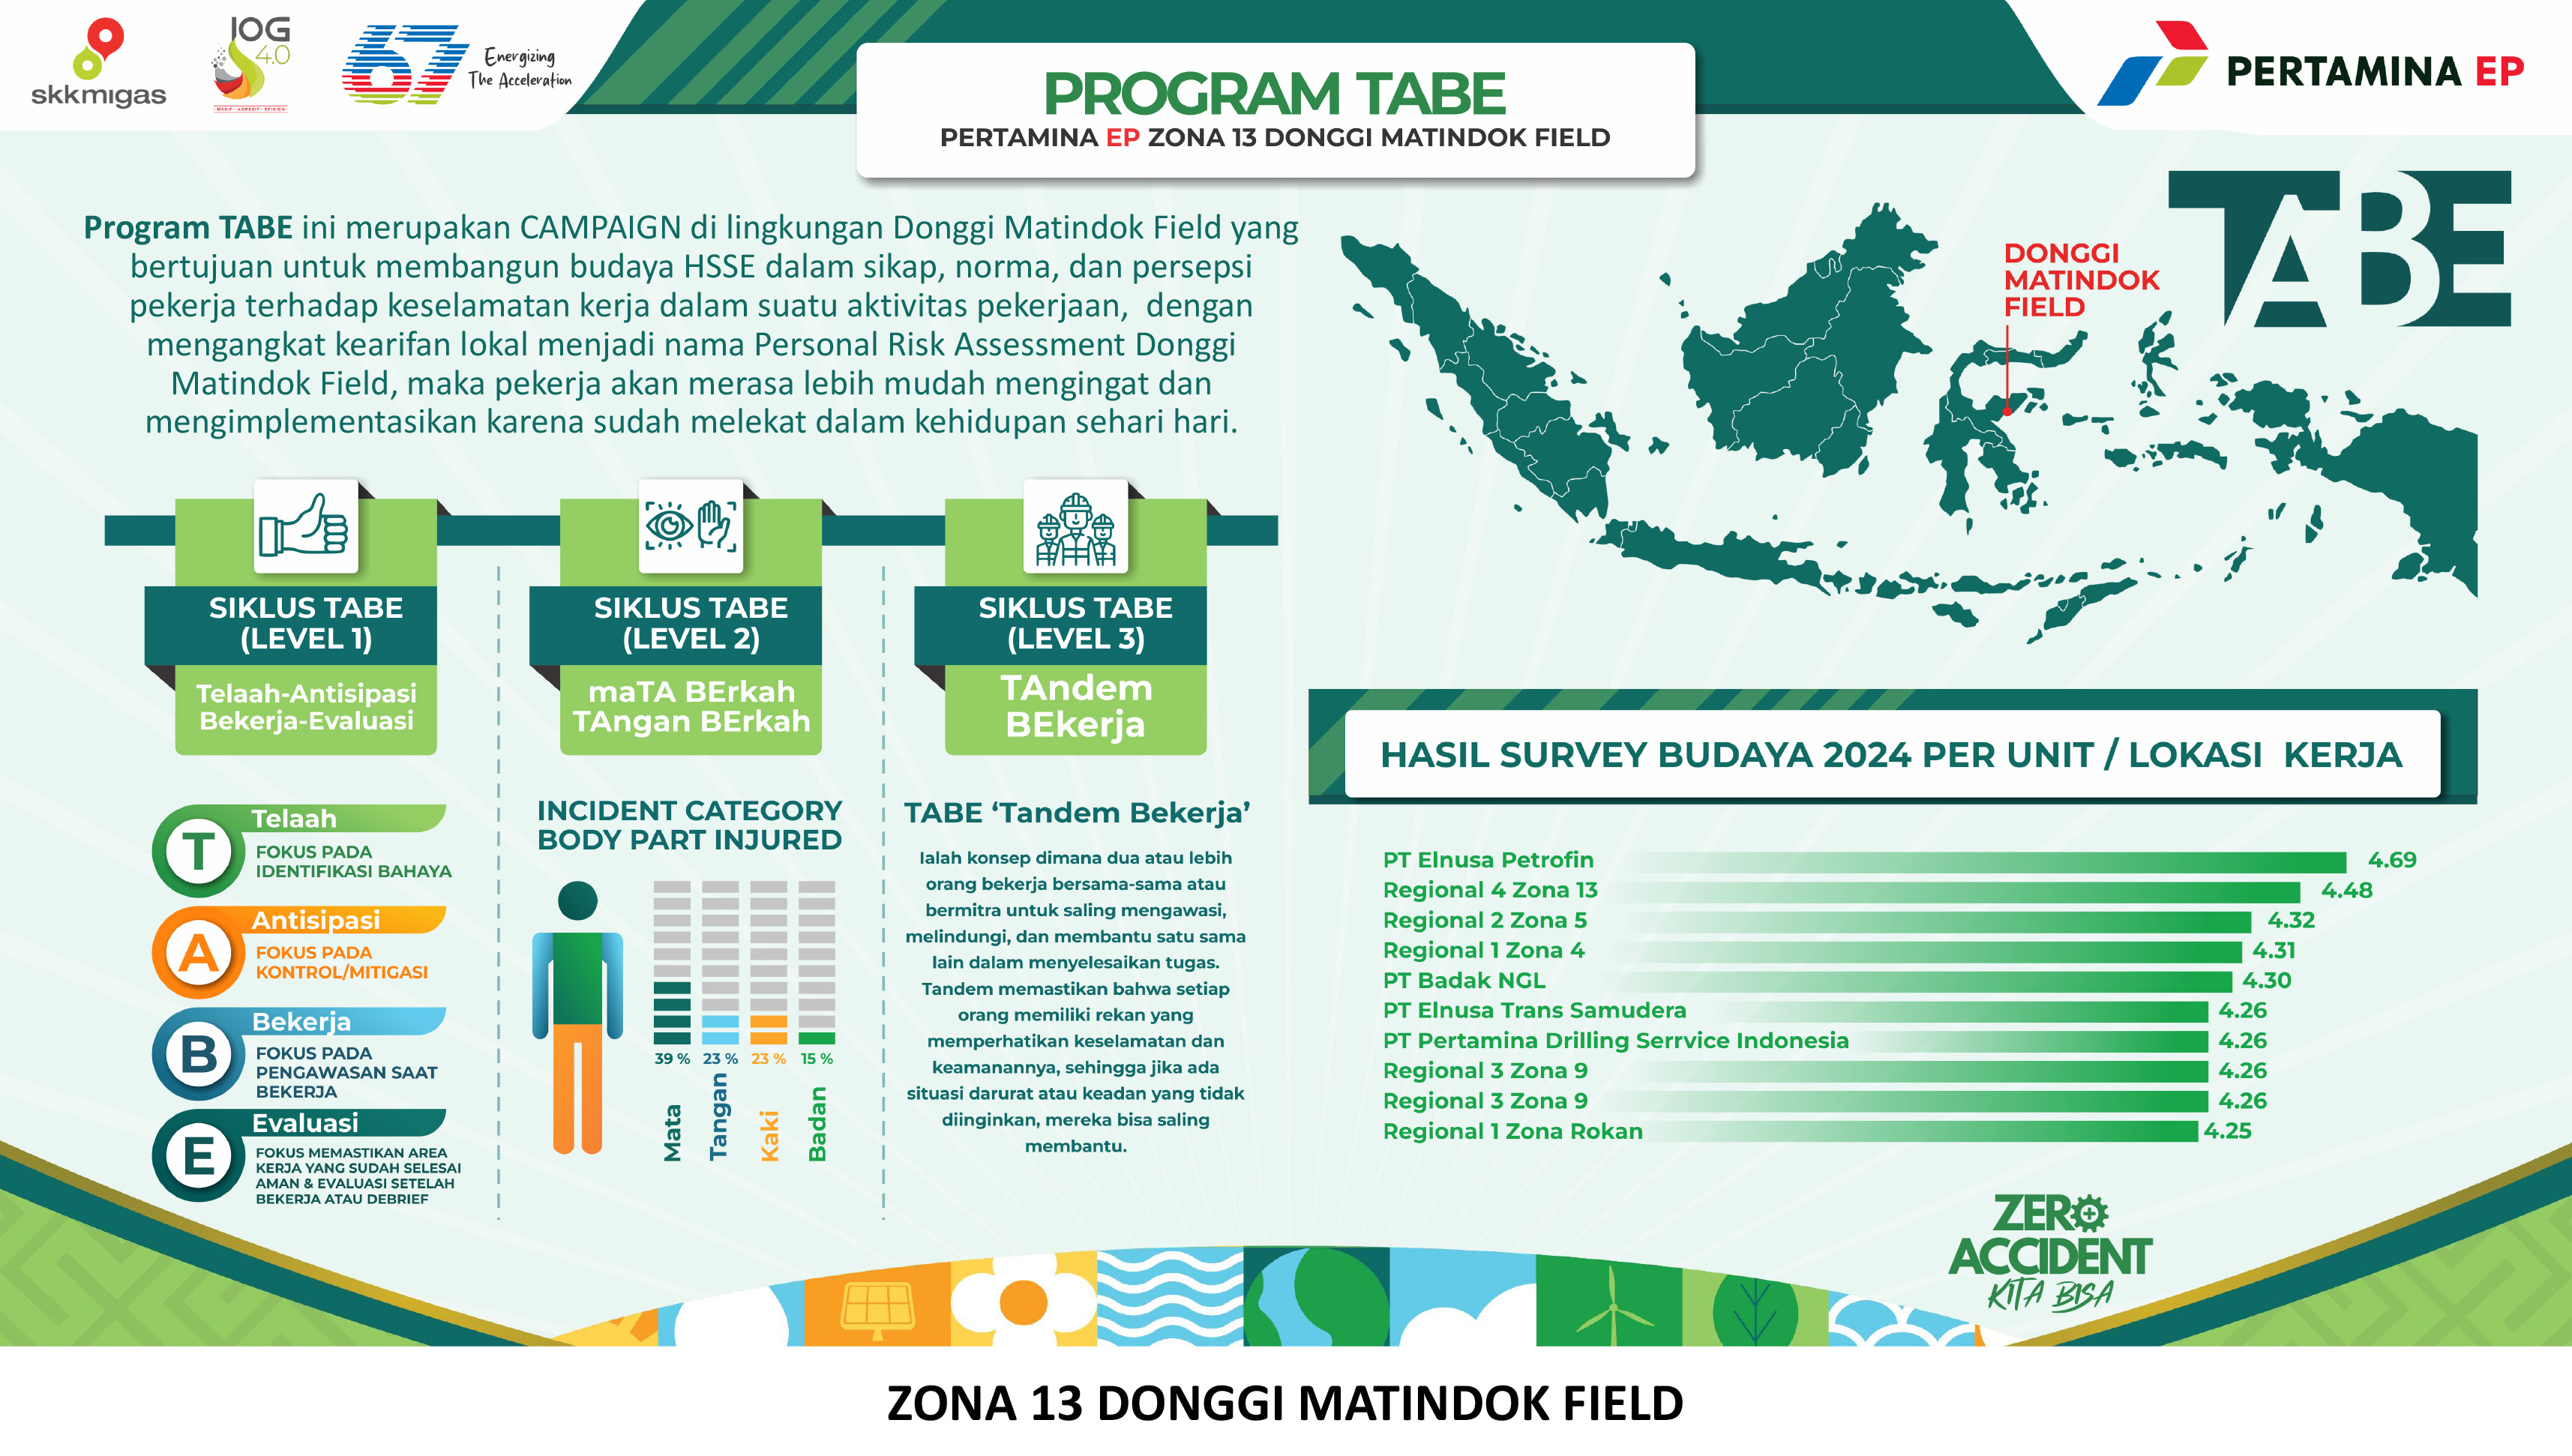 skkmigas
IOG
4.0
MASIF · AGRESIF · EFISIEN
67
Energizing
The Acceleration
PROGRAM TABE
PERTAMINA EP ZONA 13 DONGGI MATINDOK FIELD
PERTAMINA EP
TABE
Program TABE ini merupakan CAMPAIGN di lingkungan Donggi Matindok Field yang
bertujuan untuk membangun budaya HSSE dalam sikap, norma, dan persepsi
pekerja terhadap keselamatan kerja dalam suatu aktivitas pekerjaan, dengan
mengangkat kearifan lokal menjadi nama Personal Risk Assessment Donggi
Matindok Field, maka pekerja akan merasa lebih mudah mengingat dan
mengimplementasikan karena sudah melekat dalam kehidupan sehari hari.
DONGGI
MATINDOK
FIELD
SIKLUS TABE
(LEVEL 1)
Telaah-Antisipasi
Bekerja-Evaluasi
T
Telaah
FOKUS PADA
IDENTIFIKASI BAHAYA
A
Antisipasi
FOKUS PADA
KONTROL/MITIGASI
B
Bekerja
FOKUS PADA
PENGAWASAN SAAT
BEKERJA
E
Evaluasi
FOKUS MEMASTIKAN AREA
KERJA YANG SUDAH SELESAI
AMAN & EVALUASI SETELAH
BEKERJA ATAU DEBRIEF
SIKLUS TABE
(LEVEL 2)
maTA BErkah
TAngan BErkah
INCIDENT CATEGORY
BODY PART INJURED
39 % 23 % 23 % 15 %
Mata
Tangan
Kaki
Badan
SIKLUS TABE
(LEVEL 3)
TAndem
BEkerja
TABE ‘Tandem Bekerja’
Ialah konsep dimana dua atau lebih
orang bekerja bersama-sama atau
bermitra untuk saling mengawasi,
melindungi, dan membantu satu sama
lain dalam menyelesaikan tugas.
Tandem memastikan bahwa setiap
orang memiliki rekan yang
memperhatikan keselamatan dan
keamanannya, sehingga jika ada
situasi darurat atau keadan yang tidak
diinginkan, mereka bisa saling
membantu.
HASIL SURVEY BUDAYA 2024 PER UNIT / LOKASI KERJA
PT Elnusa Petrofin 4.69
Regional 4 Zona 13 4.48
Regional 2 Zona 5 4.32
Regional 1 Zona 4 4.31
PT Badak NGL 4.30
PT Elnusa Trans Samudera 4.26
PT Pertamina Drilling Serrvice Indonesia 4.26
Regional 3 Zona 9 4.26
Regional 3 Zona 9 4.26
Regional 1 Zona Rokan 4.25
ZERO
ACCIDENT
KITA BISA
ZONA 13 DONGGI MATINDOK FIELD